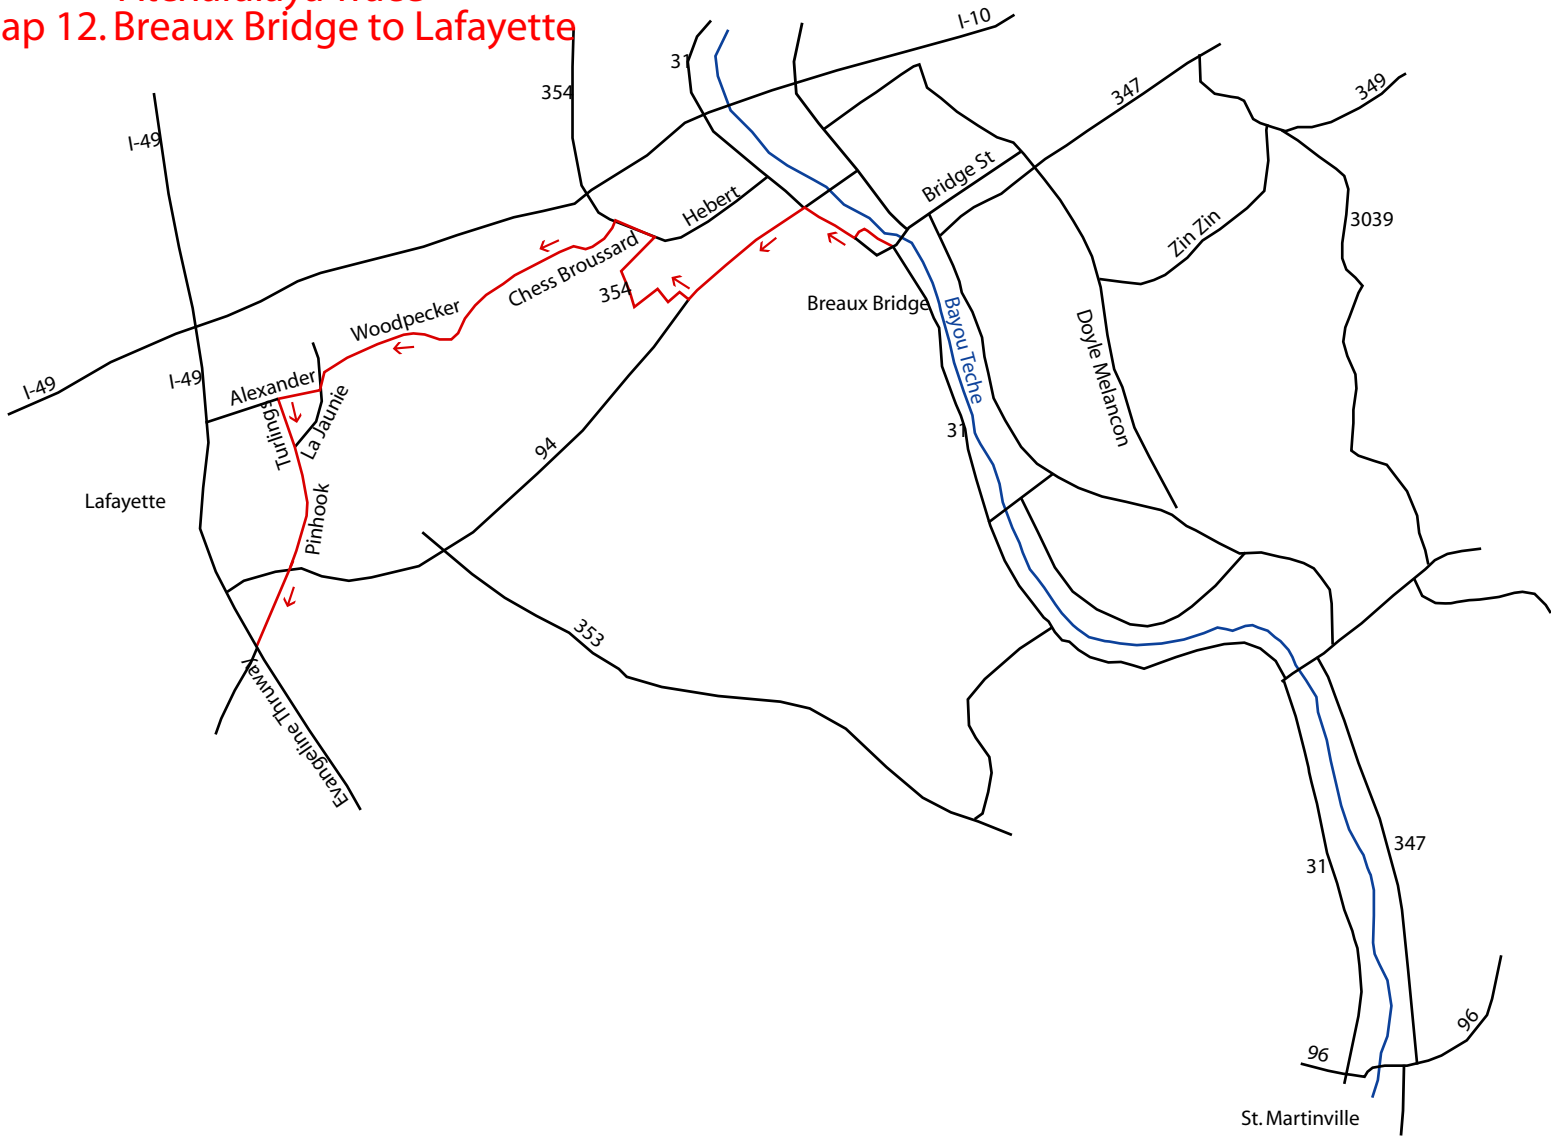 ap 12. Breaux Bridge to Lafayette
I-10
31
354
347
349
I-49
Bridge St
Hebert
Zin Zin
3039
Chess Broussard
354
Breaux Bridge
Bayou Teche
Woodpecker
Doyle Melancon
I-49
I-49
Alexander
La Jaunie
Turlings
31
94
Lafayette
Pinhook
353
Evangeline Thruway
347
31
96
96
St. Martinville